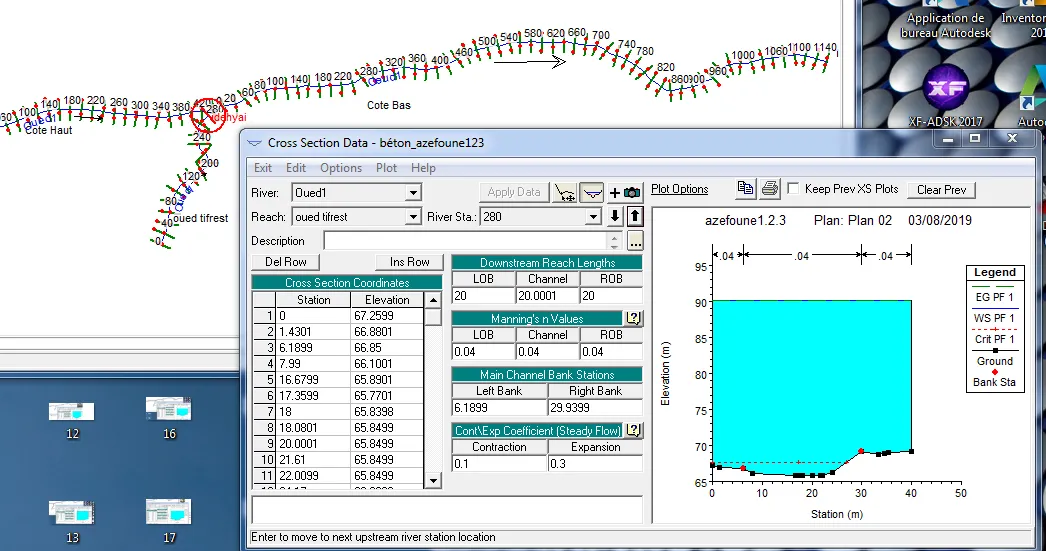 Application de
bureau Autodesk
Inventor
201
XF
XF-ADSK 2017
Autod
100 140 180 220 260 300 340 380
20 60 80 100 120 160 200 240 280 320 360 400 460 500 540 580 620 660 700 740 780
820 860 900 960 1000 1060 1100 1140
Oued1
Cote Haut
Oued1
Cote Bas
280
240
200
120
80
40
0
oued tifrest
Cross Section Data - béton_azefoune123
Exit Edit Options Plot Help
River: Oued1
Apply Data
Plot Options
Keep Prev XS Plots
Clear Prev
Reach: oued tifrest
River Sta.: 280
Description
...
Del Row
Ins Row
Cross Section Coordinates
Station Elevation
1 0 67.2599
2 1.4301 66.8801
3 6.1899 66.85
4 7.99 66.1001
5 16.6799 65.8901
6 17.3599 65.7701
7 18 65.8398
8 18.0801 65.8499
9 20.0001 65.8499
10 21.61 65.8499
11 22.0099 65.8499
Downstream Reach Lengths
LOB Channel ROB
20 20.0001 20
Manning's n Values
LOB Channel ROB
0.04 0.04 0.04
Main Channel Bank Stations
Left Bank Right Bank
6.1899 29.9399
Cont\Exp Coefficient (Steady Flow)
Contraction Expansion
0.1 0.3
azefoune1.2.3 Plan: Plan 02 03/08/2019
.04 .04 .04
95
90
85
80
75
70
65
0 10 20 30 40 50
Elevation (m)
Station (m)
Legend
EG PF 1
WS PF 1
Crit PF 1
Ground
Bank Sta
Enter to move to next upstream river station location
12
16
13
17